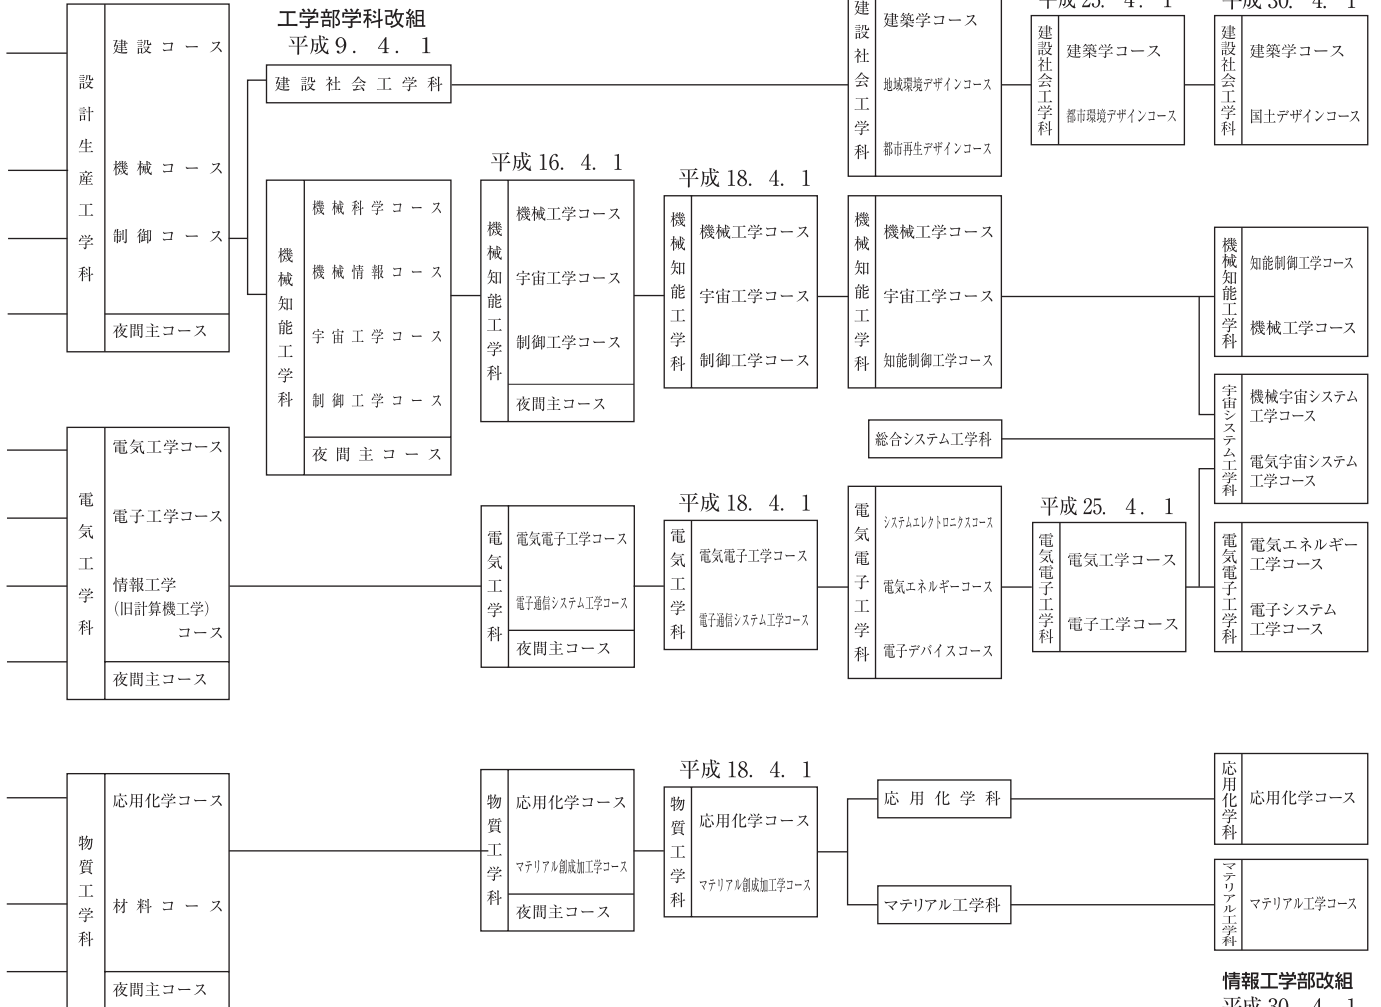 設計生産工学科
建設コース
機械コース
制御コース
夜間主コース
電気工学科
電気工学コース
電子工学コース
情報工学
(旧計算機工学)
コース
夜間主コース
物質工学科
応用化学コース
材料コース
夜間主コース
工学部学科改組
平成9. 4. 1
建設社会工学科
機械知能工学科
機械科学コース
機械情報コース
宇宙工学コース
制御工学コース
夜間主コース
平成16. 4. 1
機械知能工学科
機械工学コース
宇宙工学コース
制御工学コース
夜間主コース
電気工学科
電気電子工学コース
電子通信システム工学コース
夜間主コース
物質工学科
応用化学コース
マテリアル創成加工学コース
夜間主コース
平成18. 4. 1
機械知能工学科
機械工学コース
宇宙工学コース
制御工学コース
平成18. 4. 1
電気工学科
電気電子工学コース
電子通信システム工学コース
平成18. 4. 1
物質工学科
応用化学コース
マテリアル創成加工学コース
建設社会工学科
建築学コース
地域環境デザインコース
都市再生デザインコース
機械知能工学科
機械工学コース
宇宙工学コース
知能制御工学コース
総合システム工学科
電気電子工学科
システムエレクトロニクスコース
電気エネルギーコース
電子デバイスコース
応用化学科
マテリアル工学科
平成25. 4. 1
建設社会工学科
建築学コース
都市環境デザインコース
平成25. 4. 1
電気電子工学科
電気工学コース
電子工学コース
平成30. 4. 1
建設社会工学科
建築学コース
国土デザインコース
機械知能工学科
知能制御工学コース
機械工学コース
宇宙システム工学科
機械宇宙システム
工学コース
電気宇宙システム
工学コース
電気電子工学科
電気エネルギー
工学コース
電子システム
工学コース
応用化学科
応用化学コース
マテリアル工学科
マテリアル工学コース
情報工学部改組
平成30. 4. 1